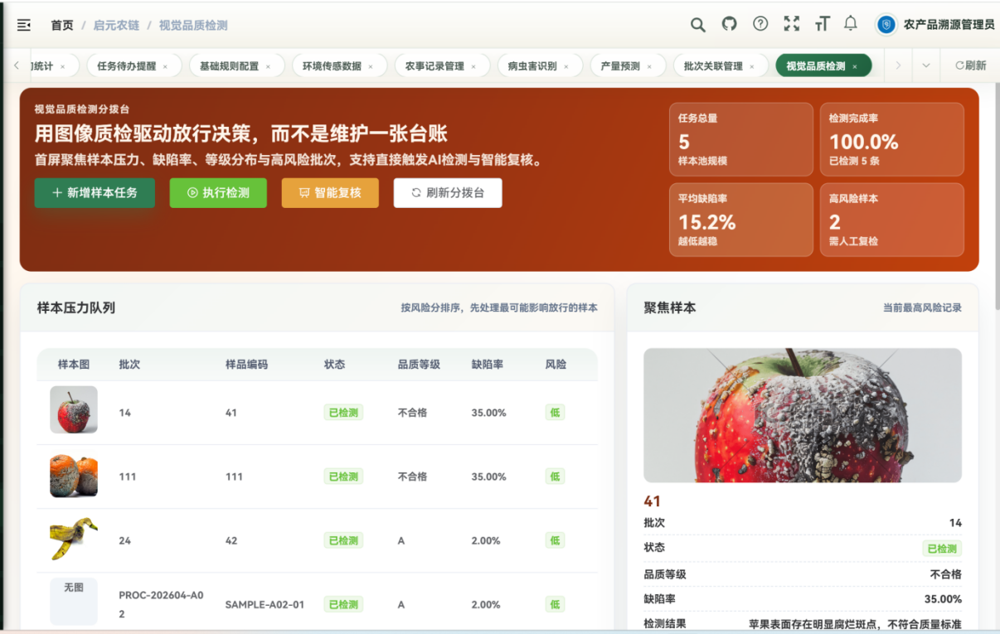 首页 / 启元农链 / 视觉品质检测
农产品溯源管理员
统计 × 任务待办提醒 × 基础规则配置 × 环境传感数据 × 农事记录管理 × 病虫害识别 × 产量预测 × 批次关联管理 × 视觉品质检测 × 刷新
视觉品质检测分拨台
用图像质检驱动放行决策，而不是维护一张台账
首屏聚焦样本压力、缺陷率、等级分布与高风险批次，支持直接触发AI检测与智能复核。
新增样本任务 执行检测 智能复核 刷新分拨台
任务总量
5
样本池规模
检测完成率
100.0%
已检测 5 条
平均缺陷率
15.2%
越低越稳
高风险样本
2
需人工复检
样本压力队列
按风险分排序，先处理最可能影响放行的样本
样本图 批次 样品编码 状态 品质等级 缺陷率 风险
14 41 已检测 不合格 35.00% 低
111 111 已检测 不合格 35.00% 低
24 42 已检测 A 2.00% 低
无图 PROC-202604-A0
2 SAMPLE-A02-01 已检测 A 2.00% 低
聚焦样本
当前最高风险记录
41
批次 14
状态 已检测
品质等级 不合格
缺陷率 35.00%
检测结果 苹果表面存在明显腐烂斑点，不符合质量标准